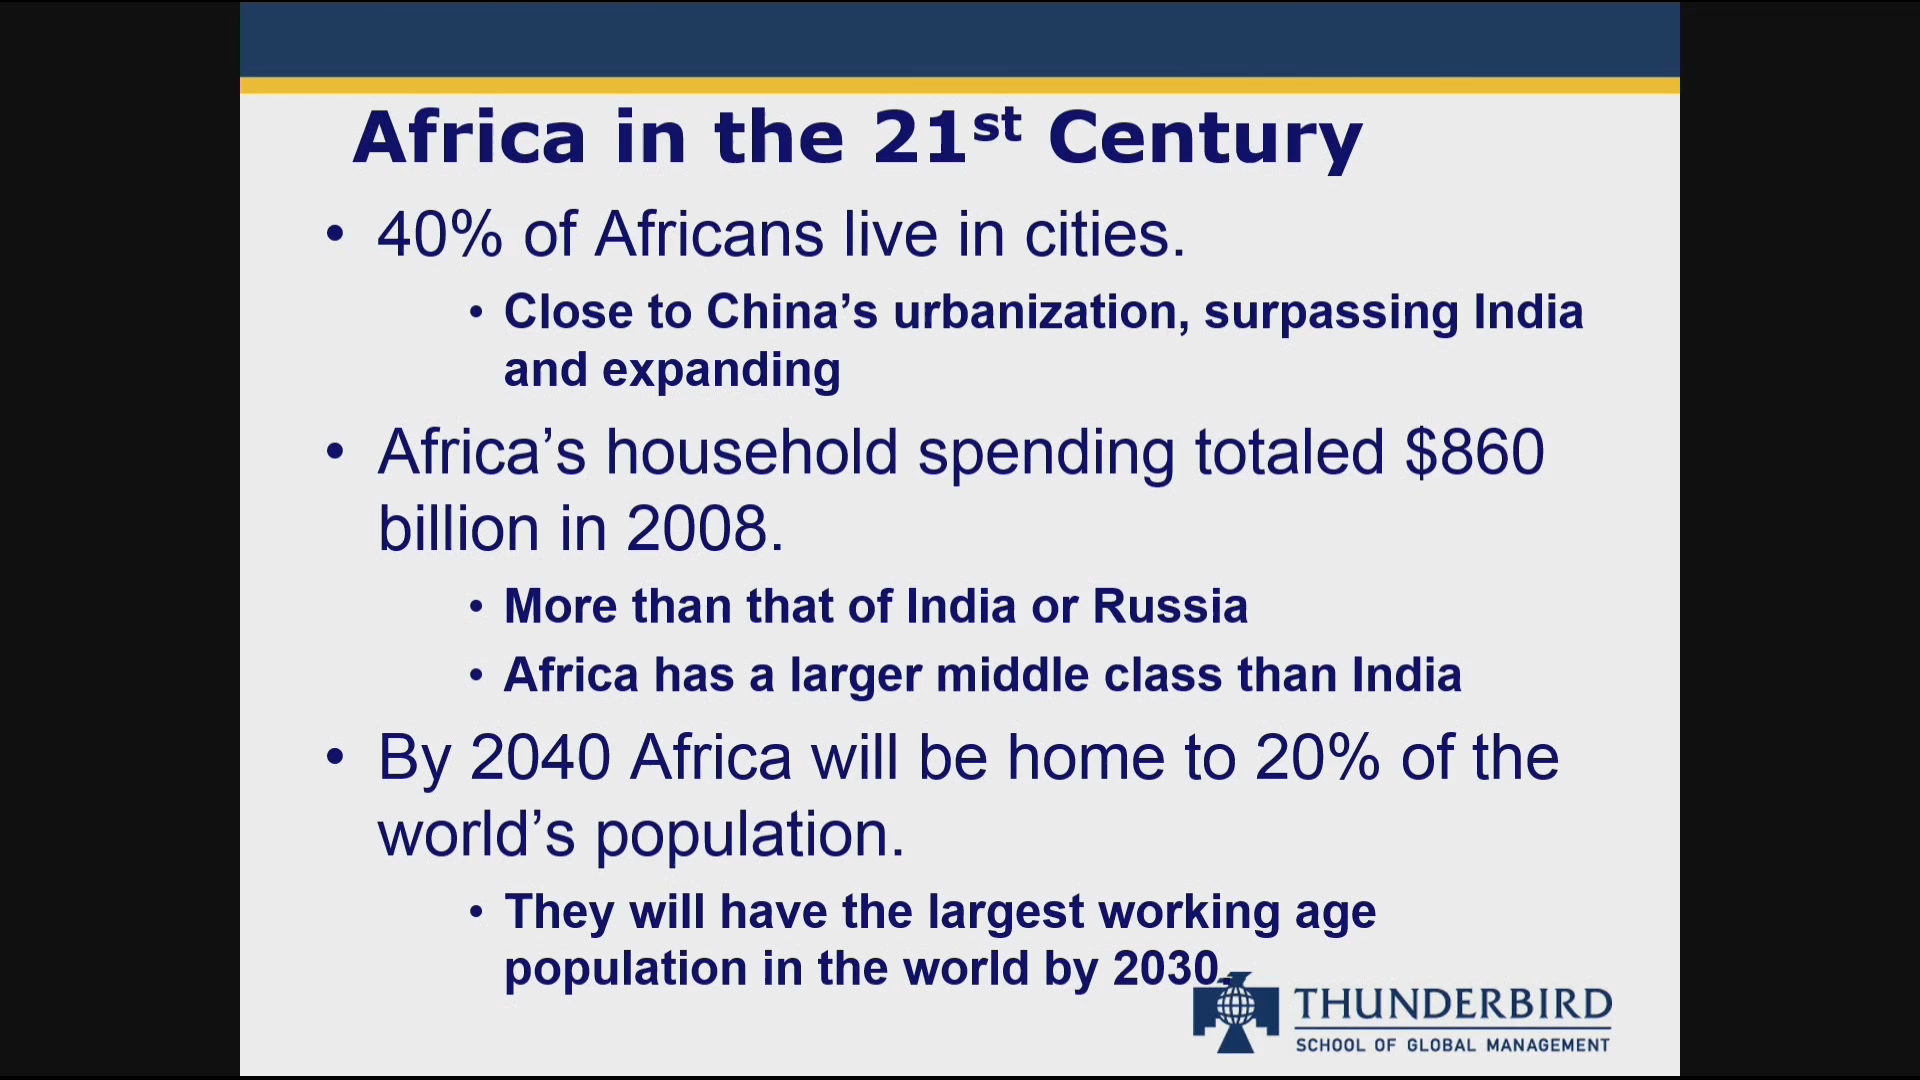 Africa in the 21st Century
• 40% of Africans live in cities.
• Close to China’s urbanization, surpassing India
and expanding
• Africa’s household spending totaled $860
billion in 2008.
• More than that of India or Russia
• Africa has a larger middle class than India
• By 2040 Africa will be home to 20% of the
world’s population.
• They will have the largest working age
population in the world by 2030.
THUNDERBIRD
SCHOOL OF GLOBAL MANAGEMENT